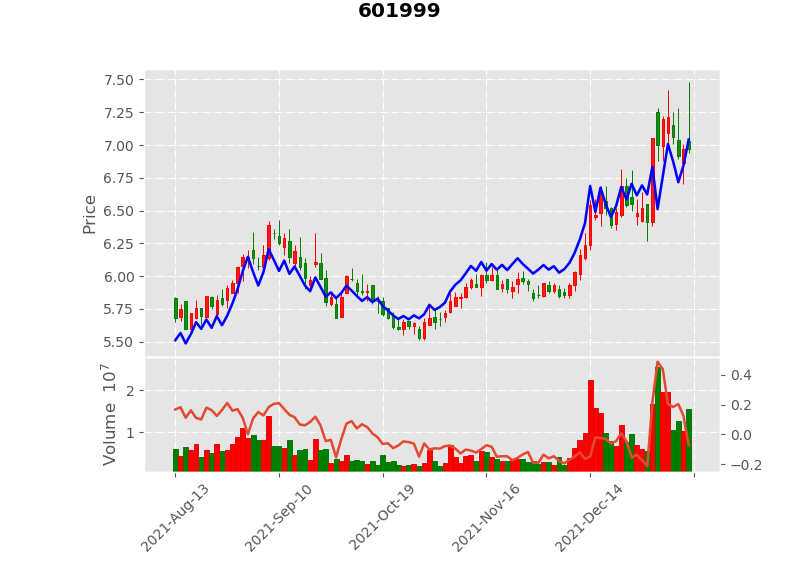 601999
7.50
7.25
7.00
6.75
6.50
6.25
6.00
5.75
5.50
Price
2
1
Volume 10^7
0.4
0.2
0.0
−0.2
2021-Aug-13
2021-Sep-10
2021-Oct-19
2021-Nov-16
2021-Dec-14